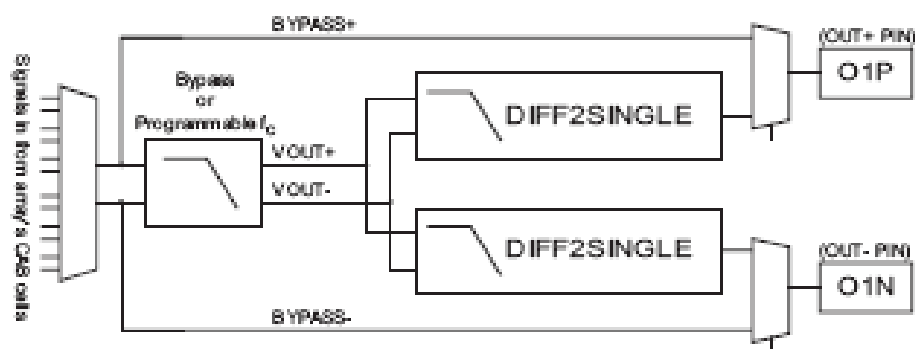 BYPASS+
(OUT+ PIN)
O1P
Signals in from array's CAB cells
Bypass
or
Programmable fC
DIFF2SINGLE
VOUT+
VOUT-
DIFF2SINGLE
(OUT- PIN)
O1N
BYPASS-